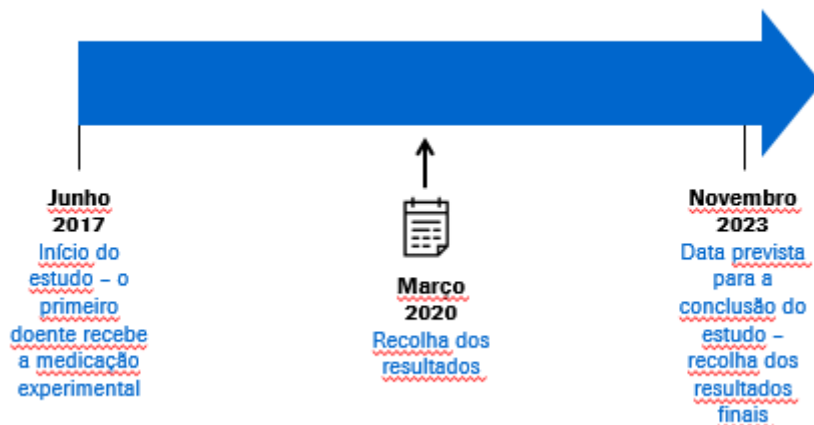 Junho
2017
Início do
estudo – o
primeiro
doente recebe
a medicação
experimental
Março
2020
Recolha dos
resultados
Novembro
2023
Data prevista
para a
conclusão do
estudo –
recolha dos
resultados
finais